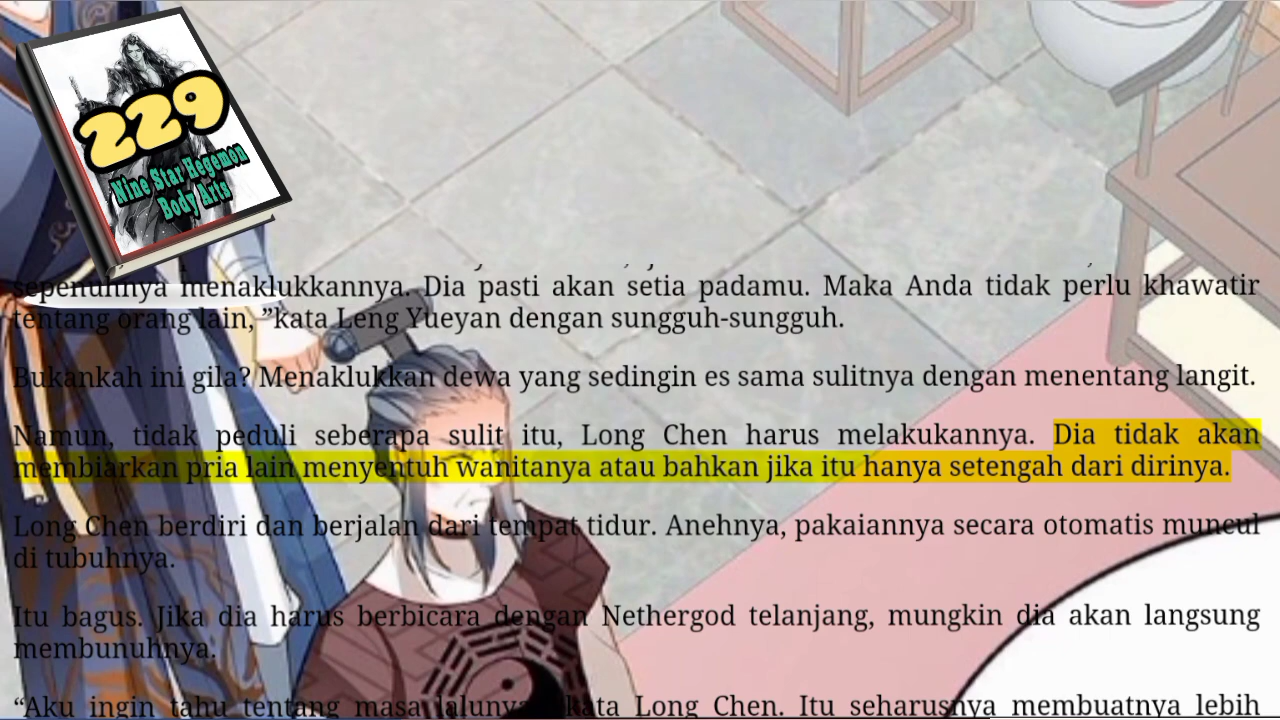 229
Nine Star Hegemon
Body Arts
sepenuhnya menaklukkannya. Dia pasti akan setia padamu. Maka Anda tidak perlu khawatir
tentang orang lain, ”kata Leng Yueyan dengan sungguh-sungguh.
Bukankah ini gila? Menaklukkan dewa yang sedingin es sama sulitnya dengan menentang langit.
Namun, tidak peduli seberapa sulit itu, Long Chen harus melakukannya. Dia tidak akan
membiarkan pria lain menyentuh wanitanya atau bahkan jika itu hanya setengah dari dirinya.
Long Chen berdiri dan berjalan dari tempat tidur. Anehnya, pakaiannya secara otomatis muncul
di tubuhnya.
Itu bagus. Jika dia harus berbicara dengan Nethergod telanjang, mungkin dia akan langsung
membunuhnya.
“Aku ingin tahu tentang masa lalunya,” kata Long Chen. Itu seharusnya membuatnya lebih